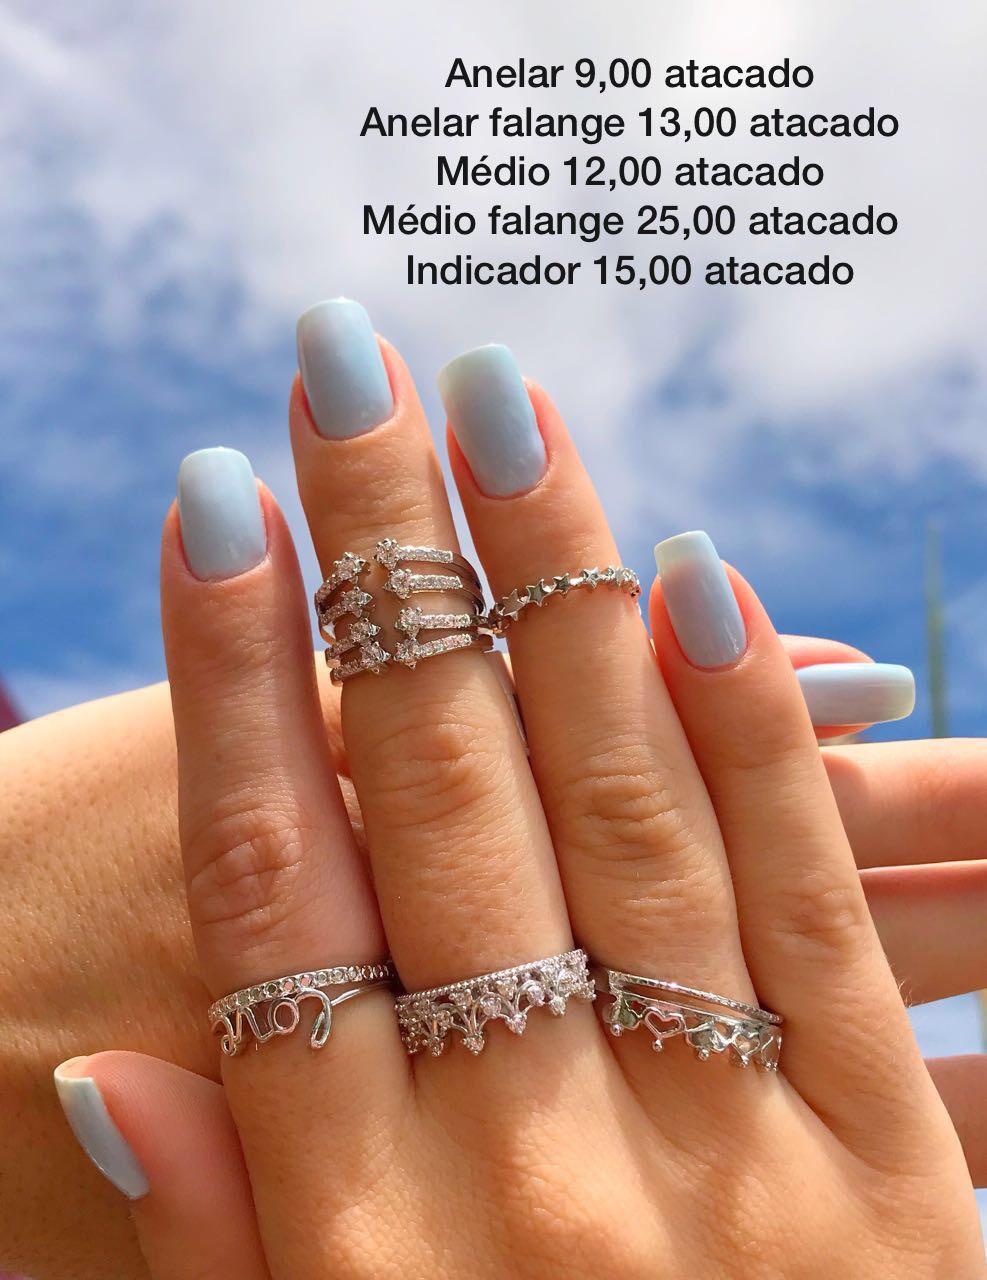 Anelar 9,00 atacado
Anelar falange 13,00 atacado
Médio 12,00 atacado
Médio falange 25,00 atacado
Indicador 15,00 atacado